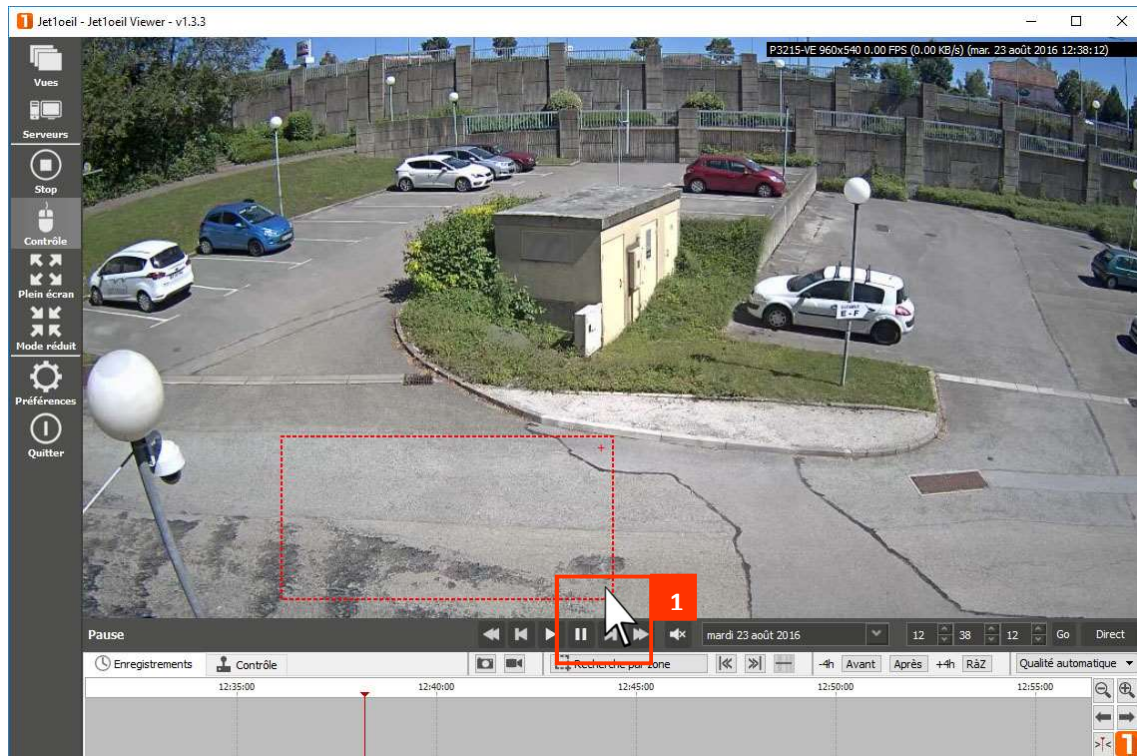 Jet1oeil - Jet1oeil Viewer - v1.3.3
P3215-VE 960x540 0.00 FPS (0.00 KB/s) (mar. 23 août 2016 12:38:12)
Vues
Serveurs
Stop
Contrôle
Plein écran
Mode réduit
Préférences
Quitter
E - F
1
Pause
mardi 23 août 2016
12 38 12 Go Direct
Enregistrements Contrôle
Recherche par zone
-4h Avant Après +4h RàZ
Qualité automatique
12:35:00 12:40:00 12:45:00 12:50:00 12:55:00